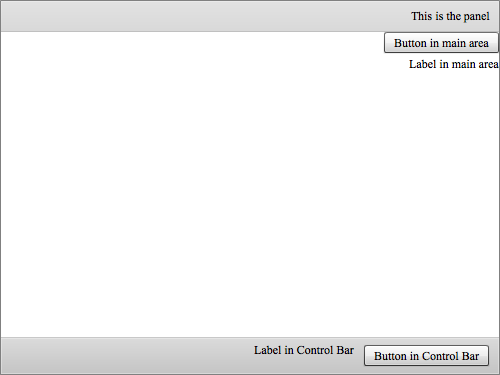 This is the panel
Button in main area
Label in main area
Label in Control Bar
Button in Control Bar